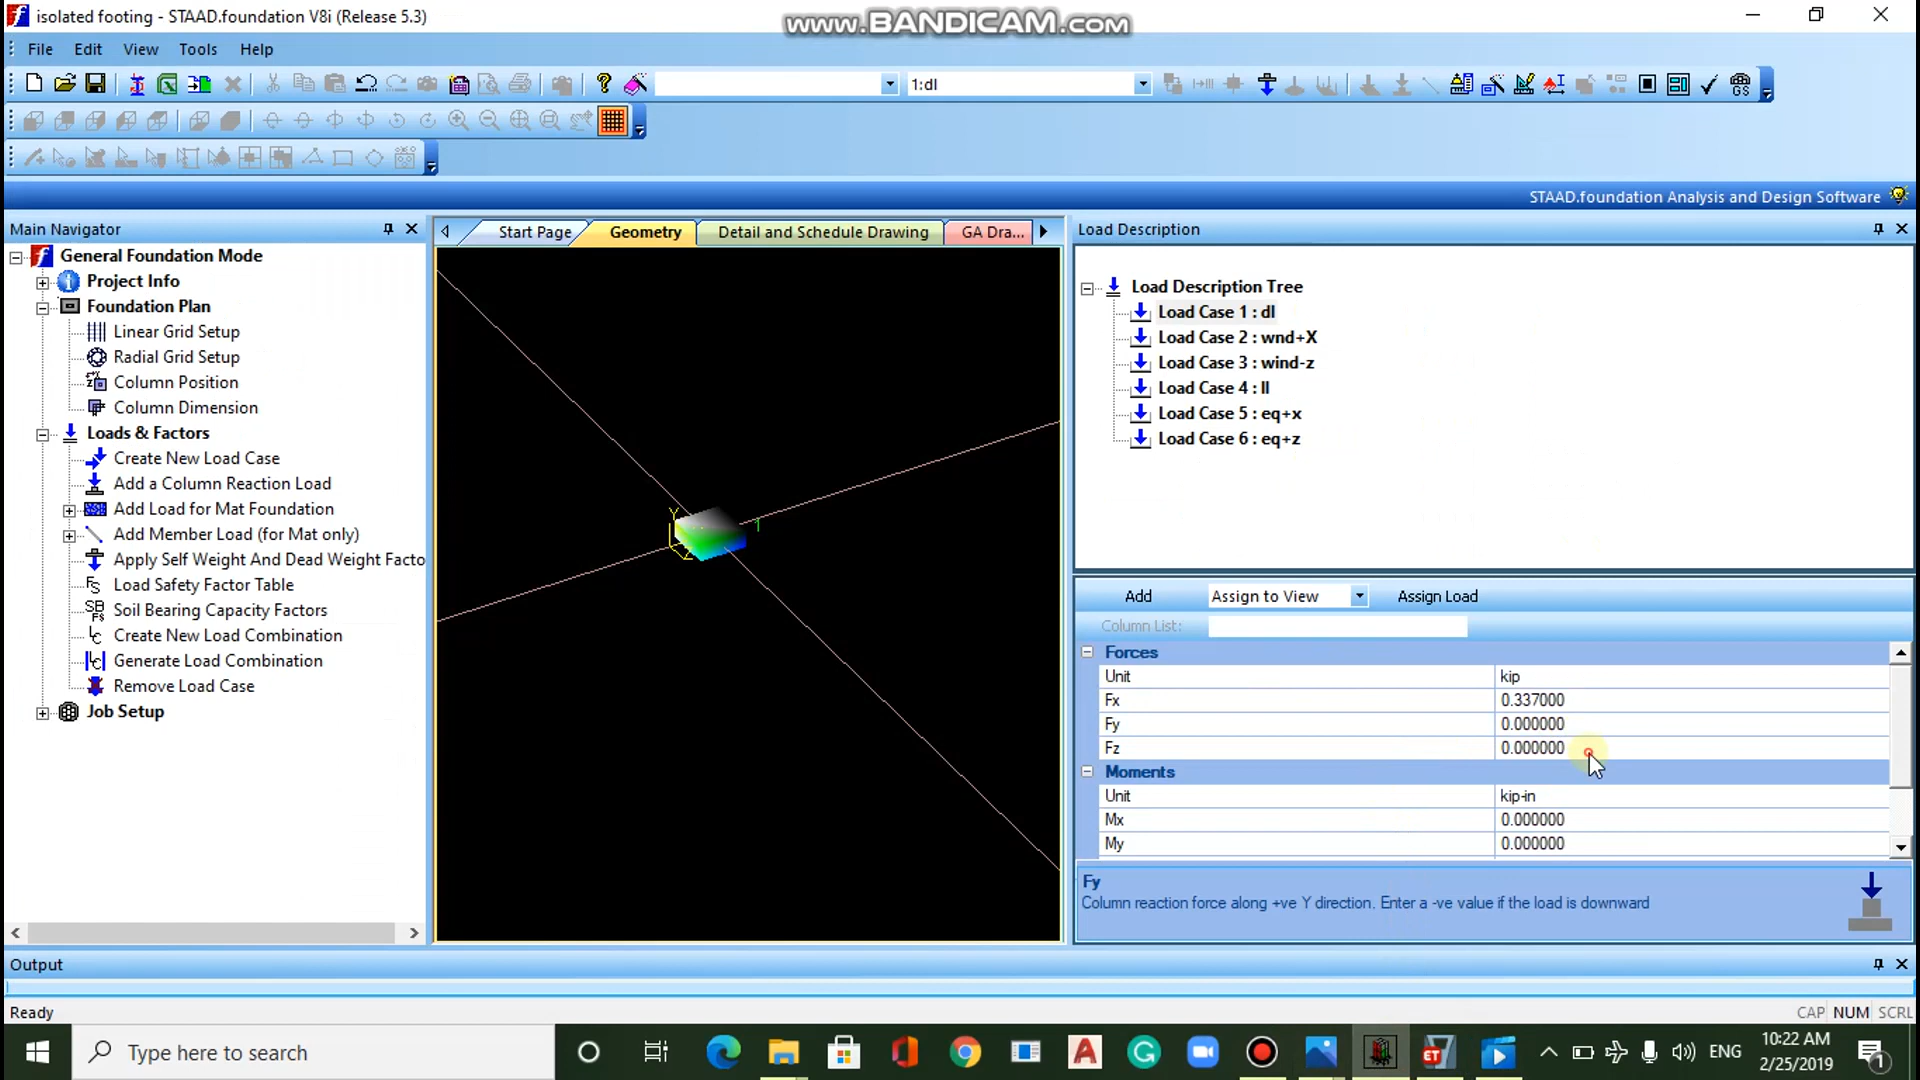 isolated footing - STAAD.foundation V8i (Release 5.3)
www.BANDICAM.com
File Edit View Tools Help
1:dl
GS
STAAD.foundation Analysis and Design Software
Main Navigator
General Foundation Mode
Project Info
Foundation Plan
Linear Grid Setup
Radial Grid Setup
Column Position
Column Dimension
Loads & Factors
Create New Load Case
Add a Column Reaction Load
Add Load for Mat Foundation
Add Member Load (for Mat only)
Apply Self Weight And Dead Weight Facto
Load Safety Factor Table
Soil Bearing Capacity Factors
Create New Load Combination
Generate Load Combination
Remove Load Case
Job Setup
Start Page Geometry Detail and Schedule Drawing GA Dra...
Y
1
Load Description
Load Description Tree
Load Case 1 : dl
Load Case 2 : wnd+X
Load Case 3 : wind-z
Load Case 4 : ll
Load Case 5 : eq+x
Load Case 6 : eq+z
Add Assign to View Assign Load
Column List:
Forces
Unit kip
Fx 0.337000
Fy 0.000000
Fz 0.000000
Moments
Unit kip-in
Mx 0.000000
My 0.000000
Fy
Column reaction force along +ve Y direction. Enter a -ve value if the load is downward
Output
Ready
CAP NUM SCRL
Type here to search
ENG
10:22 AM
2/25/2019